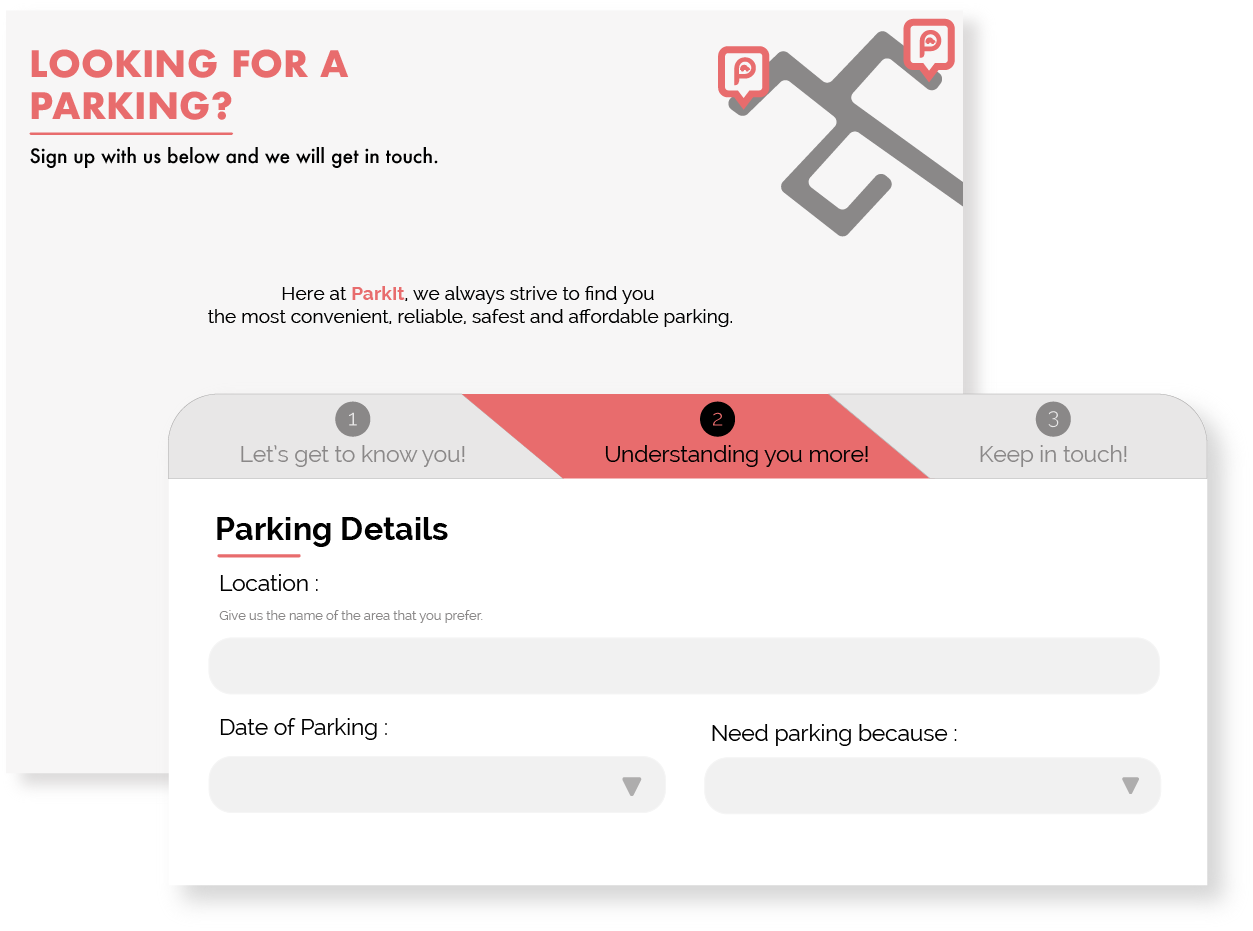 LOOKING FOR A
PARKING?
Sign up with us below and we will get in touch.
P
P
Here at ParkIt, we always strive to find you
the most convenient, reliable, safest and affordable parking.
1
Let's get to know you!
2
Understanding you more!
3
Keep in touch!
Parking Details
Location :
Give us the name of the area that you prefer.
Date of Parking :
Need parking because :